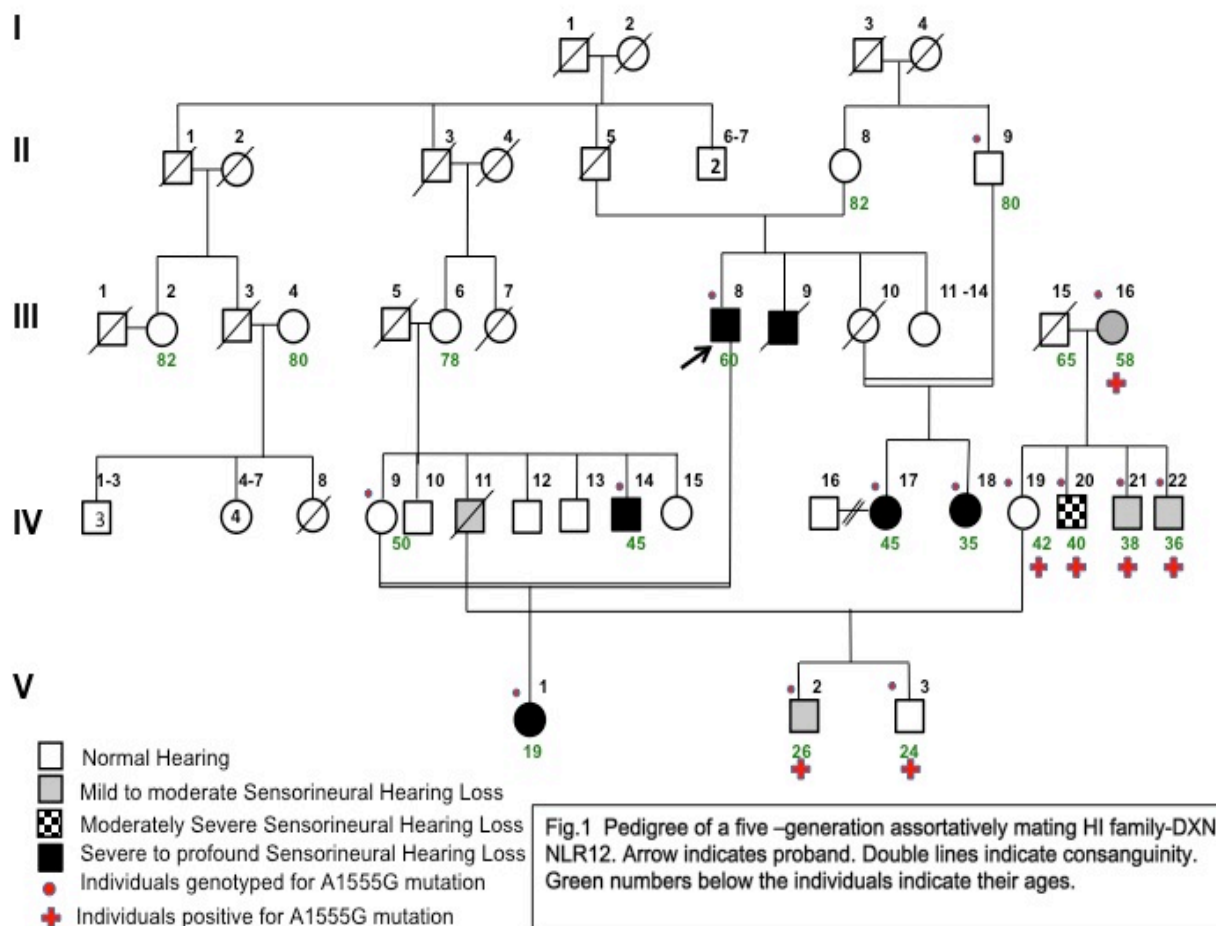 I
1 2 3 4
II
1 2 3 4 5 6-7 8 9
2
82 80
III
1 2 3 4 5 6 7 8 9 10 11 -14 15 16
82 80 78 60 65 58
IV
1-3 4-7 8 9 10 11 12 13 14 15 16 17 18 19 20 21 22
3 4
50 45 45 35 42 40 38 36
V
1 2 3
19 26 24
Normal Hearing
Mild to moderate Sensorineural Hearing Loss
Moderately Severe Sensorineural Hearing Loss
Severe to profound Sensorineural Hearing Loss
Individuals genotyped for A1555G mutation
Individuals positive for A1555G mutation
Fig.1 Pedigree of a five –generation assortatively mating HI family-DXN
NLR12. Arrow indicates proband. Double lines indicate consanguinity.
Green numbers below the individuals indicate their ages.